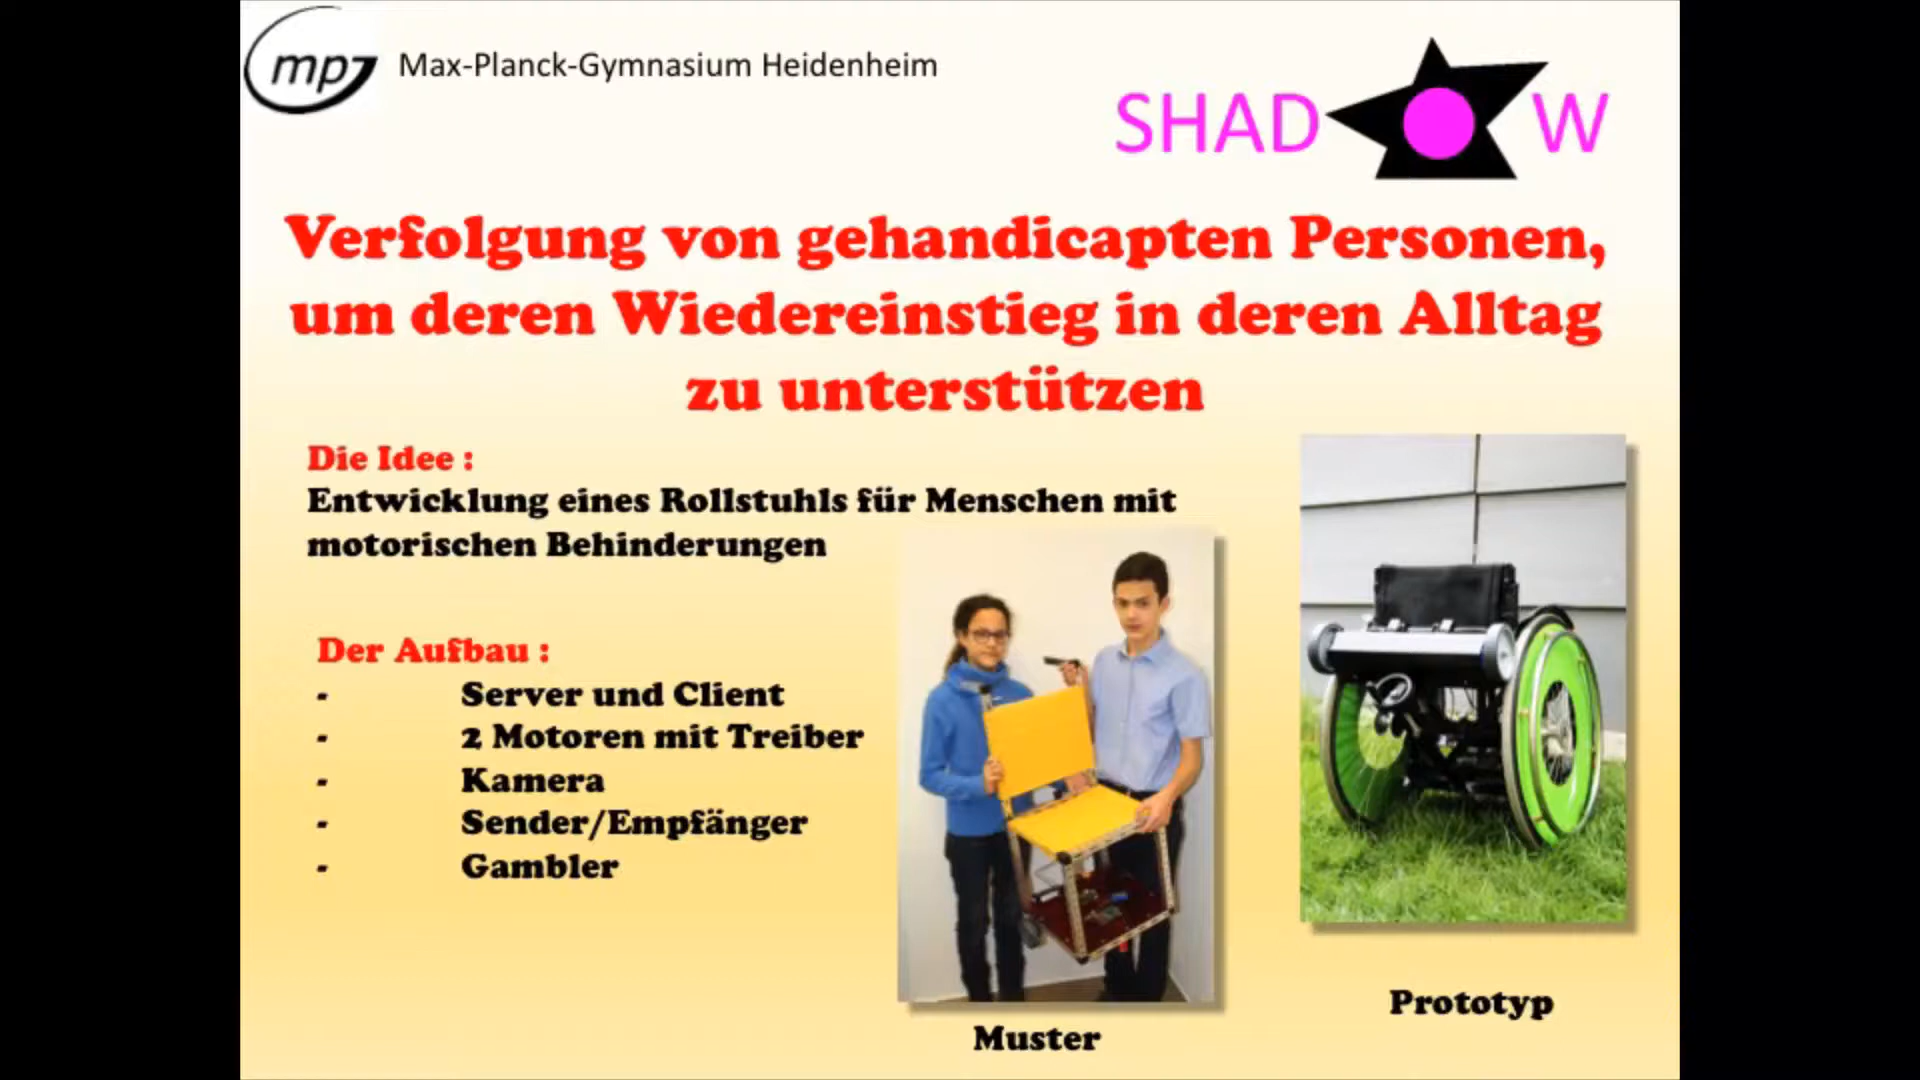 mpg Max-Planck-Gymnasium Heidenheim
SHAD W
Verfolgung von gehandicapten Personen,
um deren Wiedereinstieg in deren Alltag
zu unterstützen
Die Idee :
Entwicklung eines Rollstuhls für Menschen mit
motorischen Behinderungen
Der Aufbau :
- Server und Client
- 2 Motoren mit Treiber
- Kamera
- Sender/Empfänger
- Gambler
Muster
Prototyp